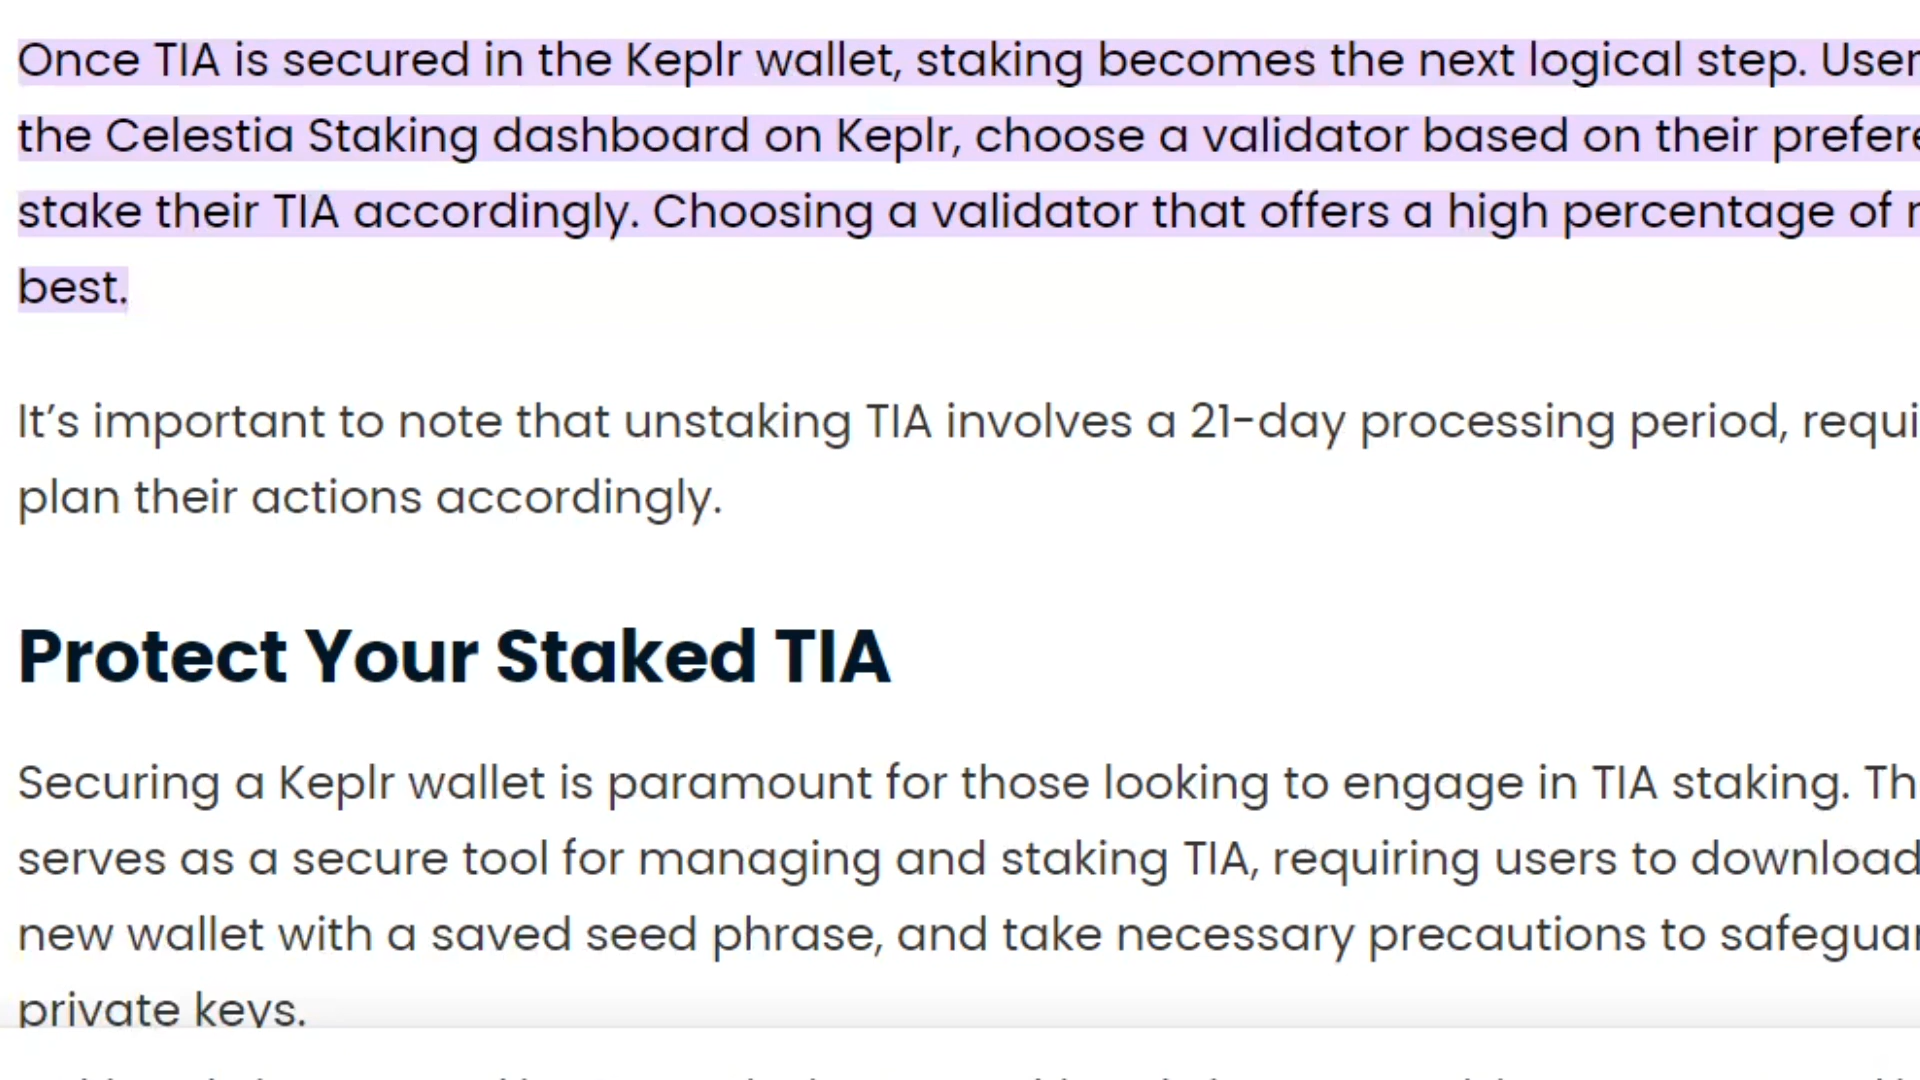 Once TIA is secured in the Keplr wallet, staking becomes the next logical step.
the Celestia Staking dashboard on Keplr, choose a validator based on their
stake their TIA accordingly. Choosing a validator that offers a high percentage of
best.
It’s important to note that unstaking TIA involves a 21-day processing period,
plan their actions accordingly.
Protect Your Staked TIA
Securing a Keplr wallet is paramount for those looking to engage in TIA staking.
serves as a secure tool for managing and staking TIA, requiring users to download
new wallet with a saved seed phrase, and take necessary precautions to
private keys.